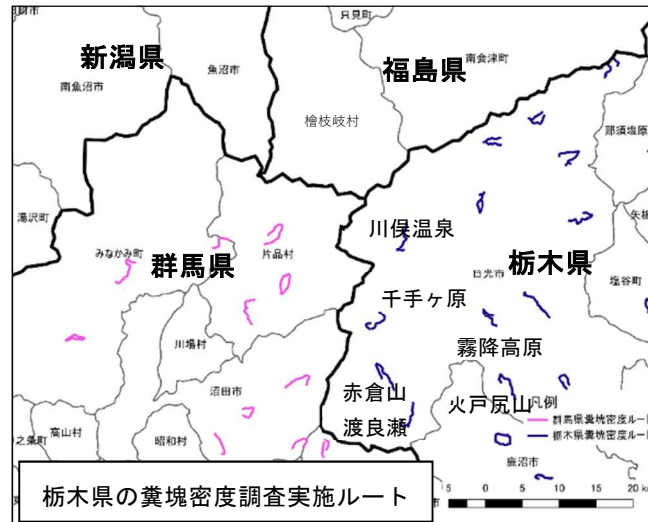 只見町
新潟県
魚沼市
福島県
南会津町
南魚沼市
檜枝岐村
那須塩原
湯沢町
川俣温泉
みなかみ町
片品村
群馬県
日光市
栃木県
塩谷町
千手ヶ原
川場村
霧降高原
沼田市
赤倉山
火戸尻山
凡例
群馬県糞塊密度ルート
栃木県糞塊密度ルート
渡良瀬
高山村
昭和村
鹿沼市
栃木県の糞塊密度調査実施ルート
5 0 5 10 15 20 km